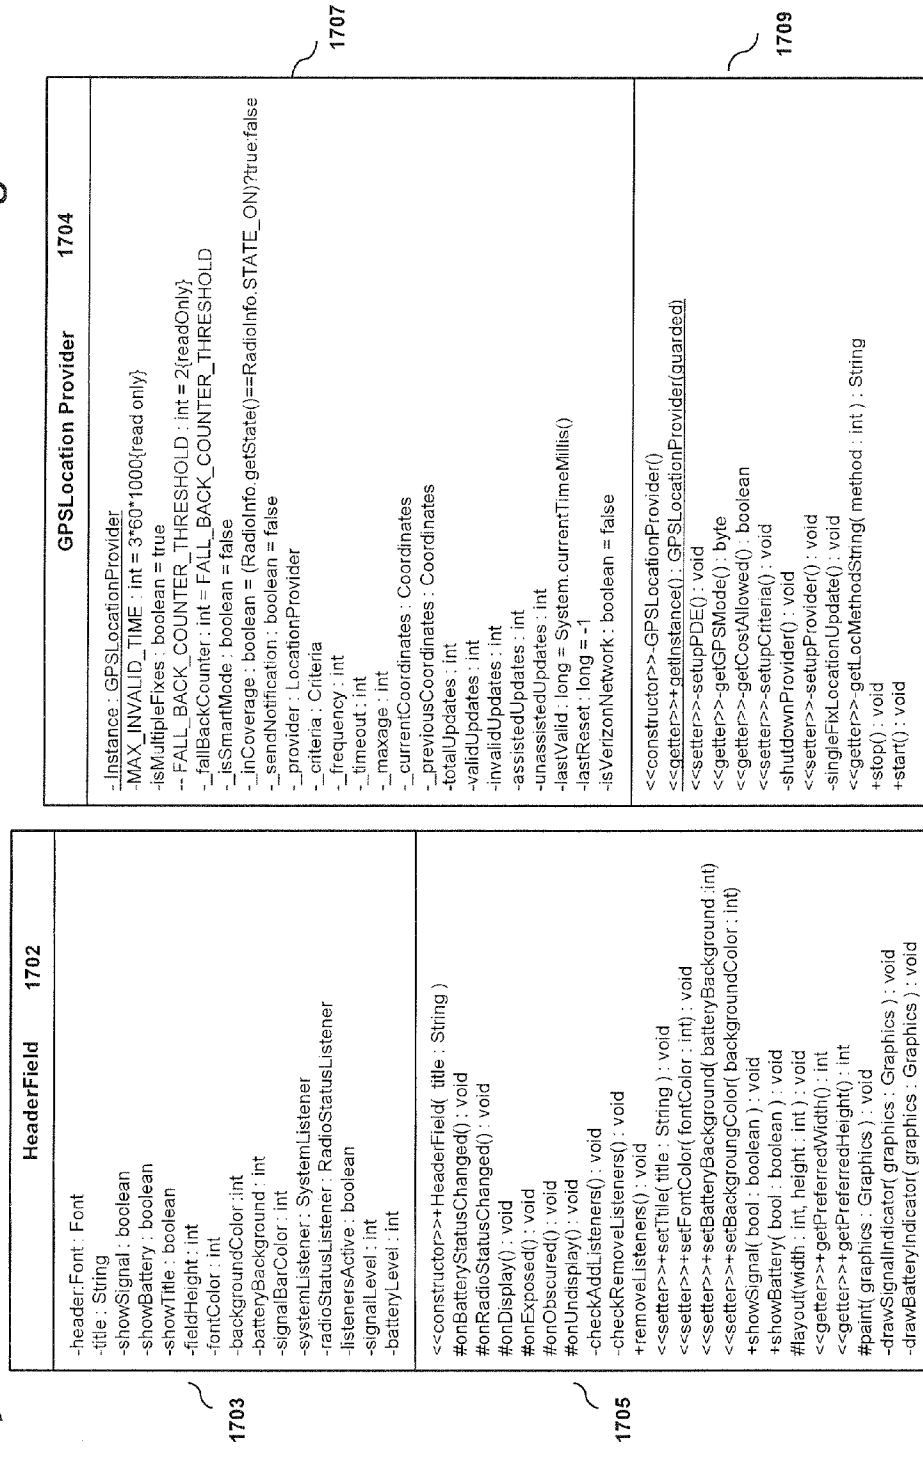 HeaderField 1702
-header:Font : Font
-title : String
-showSignal : boolean
-showBattery : boolean
-showTitle : boolean
-fieldHeight : int
-fontColor : int
-backgroundColor :int
-batteryBackground : int
-signalBarColor : int
-systemListener : SystemListener
-radioStatusListener : RadioStatusListener
-listenersActive : boolean
-signalLevel : int
-batteryLevel : int
1703
<<constructor>>+HeaderField( title : String )
#onBatteryStatusChanged() : void
#onRadioStatusChanged() : void
#onDisplay() : void
#onExposed() : void
#onObscured() : void
#onUndisplay() : void
-checkAddListeners() : void
-checkRemoveListeners() : void
+removeListeners() : void
<<setter>>+setTtile( title : String ) : void
<<setter>>+setFontColor( fontColor : int) : void
<<setter>>+setBatteryBackground( batteryBackground :int)
<<setter>>+setBackgroungColor( backgroundColor : int)
+showSignal( bool : boolean ) : void
+showBattery( bool : boolean ) : void
#layout(width : int, height : int ) : void
<<getter>>+getPreferredWidth() : int
<<getter>>+getPreferredHeight() : int
#paint( graphics : Graphics ) : void
-drawSignalIndicator( graphics : Graphics ) : void
-drawBatteryIndicator( graphics : Graphics ) : void
1705
GPSLocation Provider 1704
-_Instance : GPSLocationProvider
-MAX_INVALID_TIME : int = 3*60*1000{read only}
-isMultipleFixes : boolean = true
-- FALL_BACK_COUNTER_THRESHOLD : int = 2{readOnly}
-_fallBackCounter : int = FALL_BACK_COUNTER_THRESHOLD
-_isSmartMode : boolean = false
-_inCoverage : boolean = (RadioInfo.getState()==RadioInfo.STATE_ON)?true:false
-_sendNotification : boolean = false
-_provider : LocationProvider
-_criteria : Criteria
-_frequency : int
-_timeout : int
-_maxage : int
-_currentCoordinates : Coordinates
-_previousCoordinates : Coordinates
-totalUpdates : int
-validUpdates : int
-invalidUpdates : int
-assistedUpdates : int
-unassistedUpdates : int
-lastValid : long = System.currentTimeMillis()
-lastReset : long = -1
-isVerizonNetwork : boolean = false
1707
<<constructor>>-GPSLocationProvider()
<<getter>>+getInstance() : GPSLocationProvider(guarded)
<<setter>>-setupPDE() : void
<<getter>>-getGPSMode() : byte
<<getter>>-getCostAllowed() : boolean
<<setter>>-setupCriteria() : void
-shutdownProvider() : void
<<setter>>-setupProvider() : void
-singleFixLocationUpdate() : void
<<getter>>-getLocMethodString( method : int ) : String
+stop() : void
+start() : void
1709